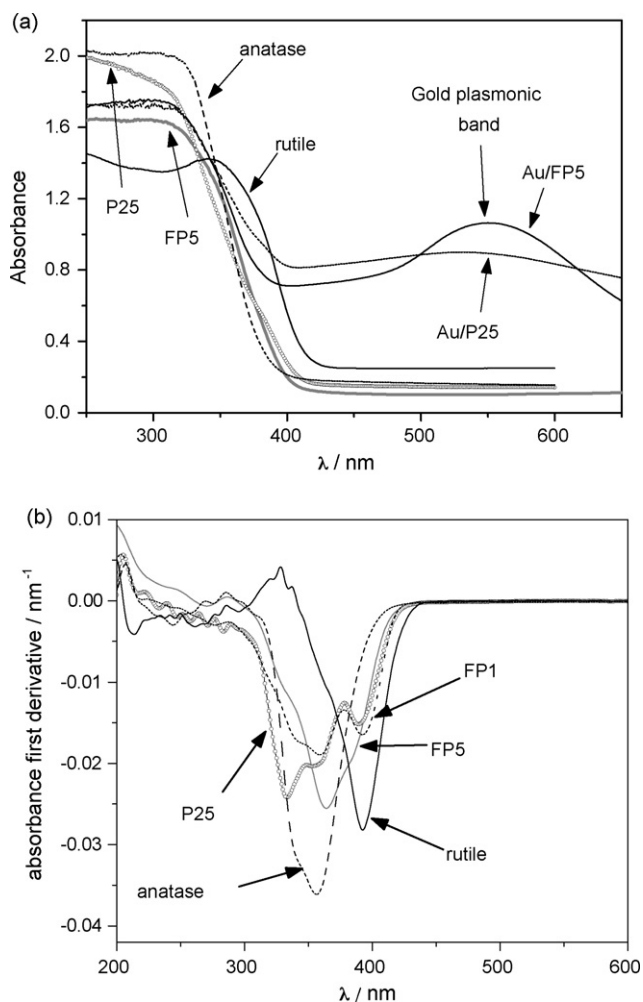 (a)
2.0
1.6
1.2
0.8
0.4
0.0
Absorbance
anatase
P25
FP5
rutile
Gold plasmonic
band
Au/FP5
Au/P25
300
400
500
600
λ / nm
(b)
0.01
0.00
-0.01
-0.02
-0.03
-0.04
absorbance first derivative / nm⁻¹
FP1
FP5
P25
rutile
anatase
200
300
400
500
600
λ / nm